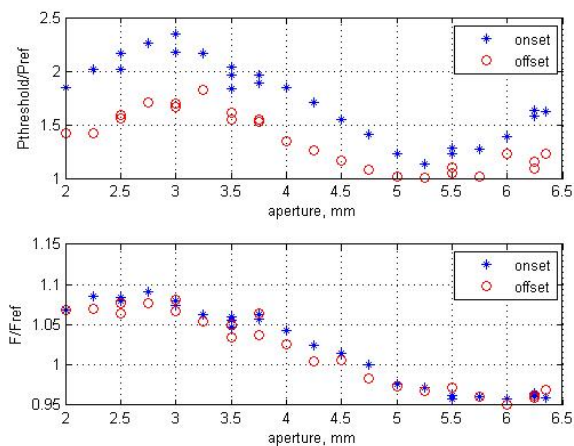 2.5
2
1.5
1
Pthreshold/Pref
onset
offset
2 2.5 3 3.5 4 4.5 5 5.5 6 6.5
aperture, mm
1.15
1.1
1.05
1
0.95
F/Fref
onset
offset
2 2.5 3 3.5 4 4.5 5 5.5 6 6.5
aperture, mm